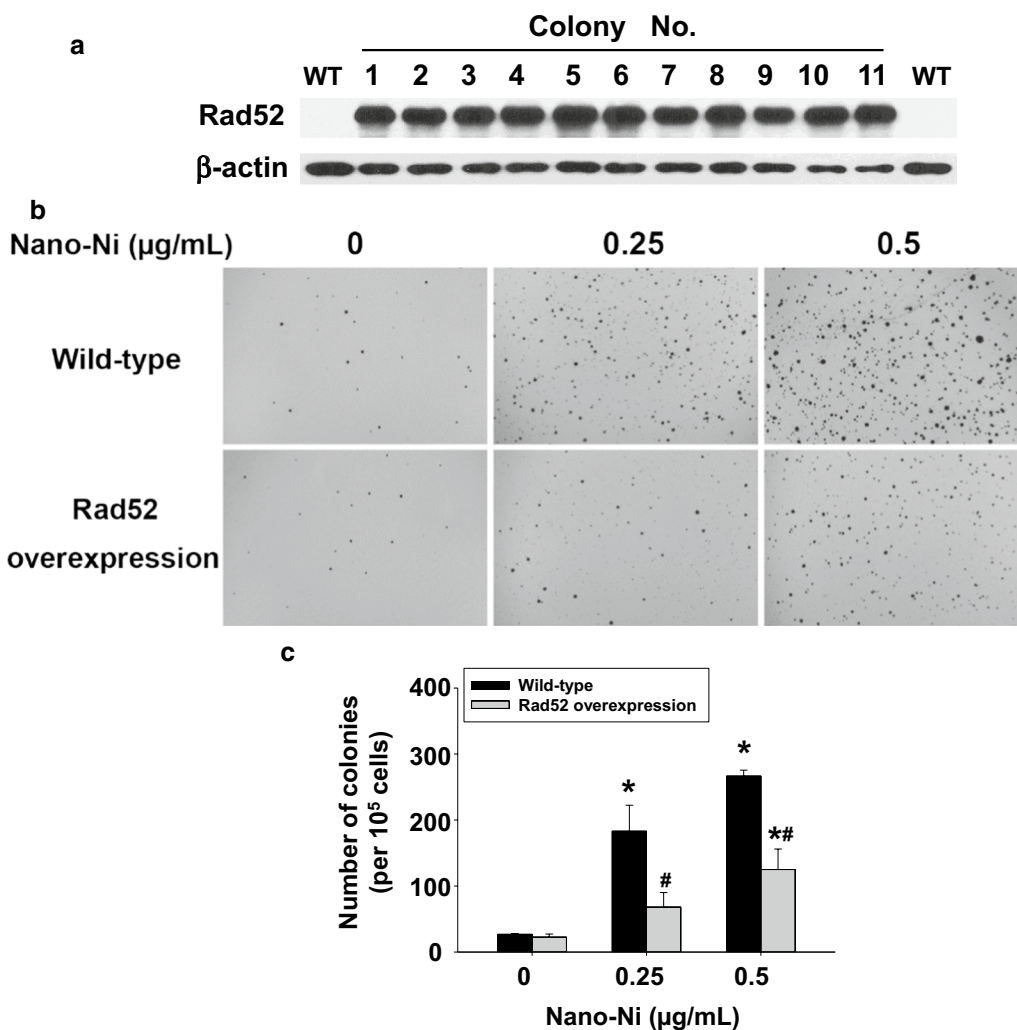 a
Colony No.
WT 1 2 3 4 5 6 7 8 9 10 11 WT
Rad52
β-actin
b
Nano-Ni (µg/mL) 0 0.25 0.5
Wild-type
Rad52
overexpression
c
Wild-type
Rad52 overexpression
Number of colonies
(per 10⁵ cells)
400
300
200
100
0
*
#
*
*#
0 0.25 0.5
Nano-Ni (µg/mL)